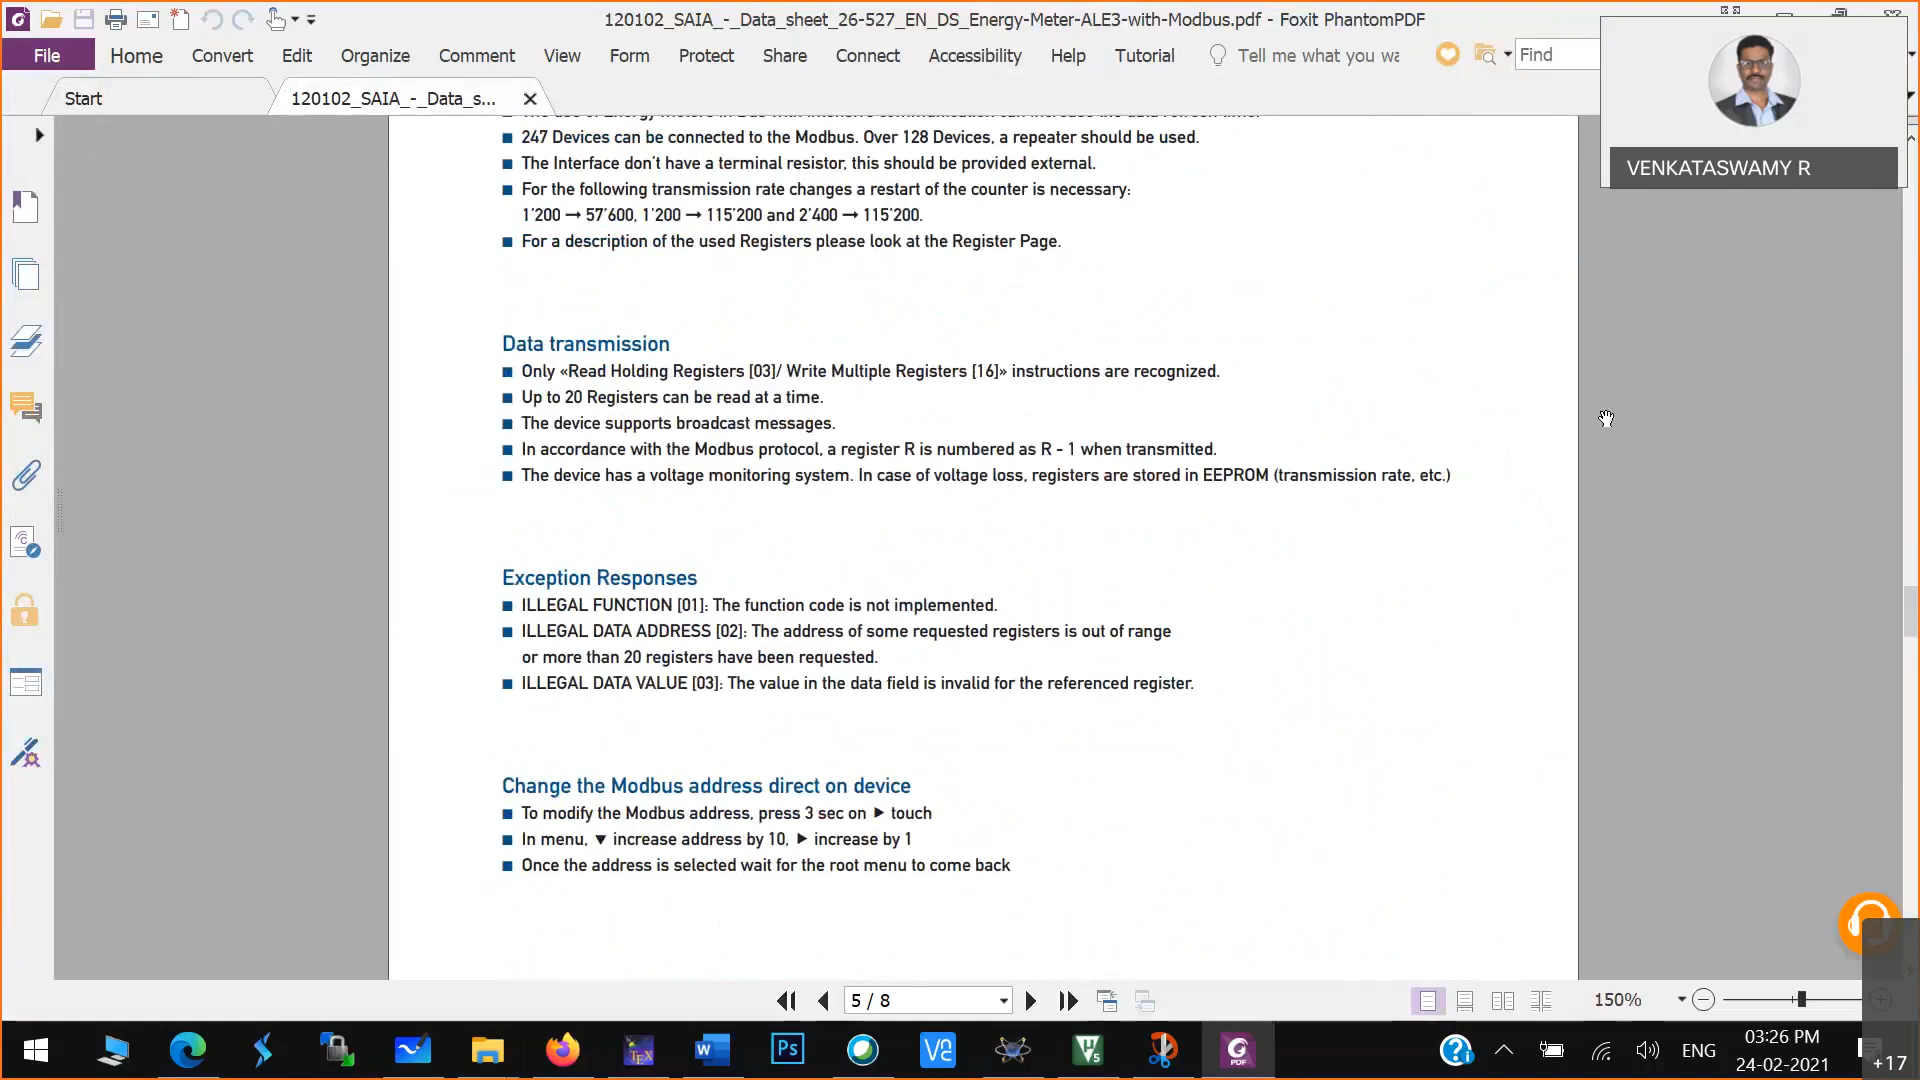 120102_SAIA_-_Data_sheet_26-527_EN_DS_Energy-Meter-ALE3-with-Modbus.pdf - Foxit PhantomPDF
File Home Convert Edit Organize Comment View Form Protect Share Connect Accessibility Help Tutorial Tell me what you wa Find
Start 120102_SAIA_-_Data_s...
VENKATASWAMY R
247 Devices can be connected to the Modbus. Over 128 Devices, a repeater should be used.
The Interface don't have a terminal resistor, this should be provided external.
For the following transmission rate changes a restart of the counter is necessary:
1'200 → 57'600, 1'200 → 115'200 and 2'400 → 115'200.
For a description of the used Registers please look at the Register Page.
Data transmission
Only «Read Holding Registers [03]/ Write Multiple Registers [16]» instructions are recognized.
Up to 20 Registers can be read at a time.
The device supports broadcast messages.
In accordance with the Modbus protocol, a register R is numbered as R - 1 when transmitted.
The device has a voltage monitoring system. In case of voltage loss, registers are stored in EEPROM (transmission rate, etc.)
Exception Responses
ILLEGAL FUNCTION [01]: The function code is not implemented.
ILLEGAL DATA ADDRESS [02]: The address of some requested registers is out of range
or more than 20 registers have been requested.
ILLEGAL DATA VALUE [03]: The value in the data field is invalid for the referenced register.
Change the Modbus address direct on device
To modify the Modbus address, press 3 sec on ► touch
In menu, ▼ increase address by 10, ► increase by 1
Once the address is selected wait for the root menu to come back
5 / 8
150%
ENG
03:26 PM
24-02-2021
+17